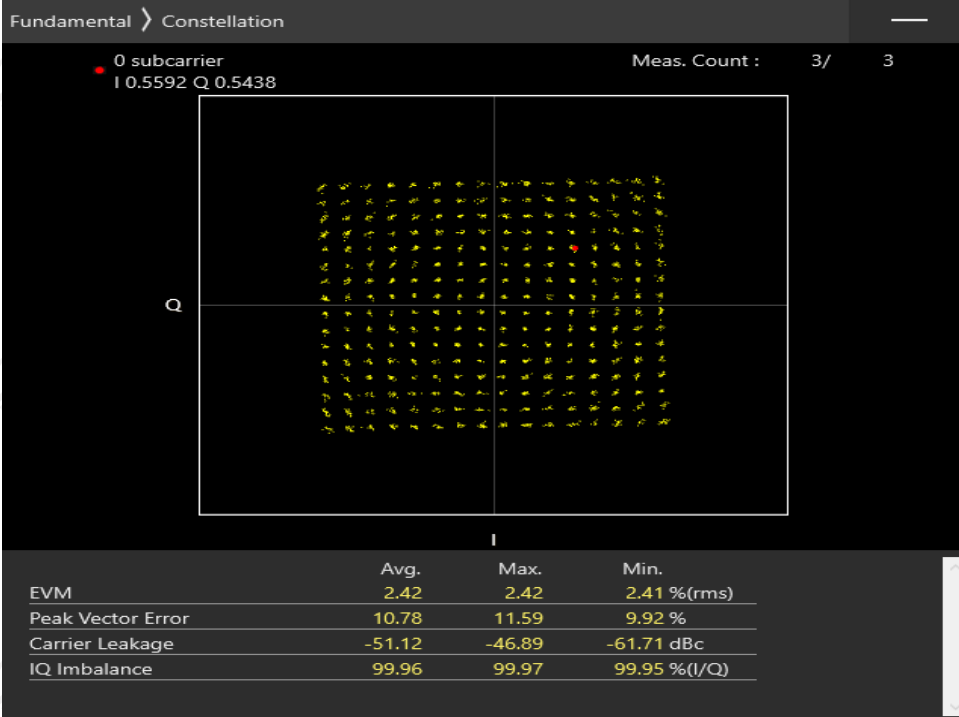 Fundamental 〉 Constellation
0 subcarrier
I 0.5592 Q 0.5438
Meas. Count : 3/ 3
Q
I
Avg. Max. Min.
EVM 2.42 2.42 2.41 %(rms)
Peak Vector Error 10.78 11.59 9.92 %
Carrier Leakage -51.12 -46.89 -61.71 dBc
IQ Imbalance 99.96 99.97 99.95 %(I/Q)